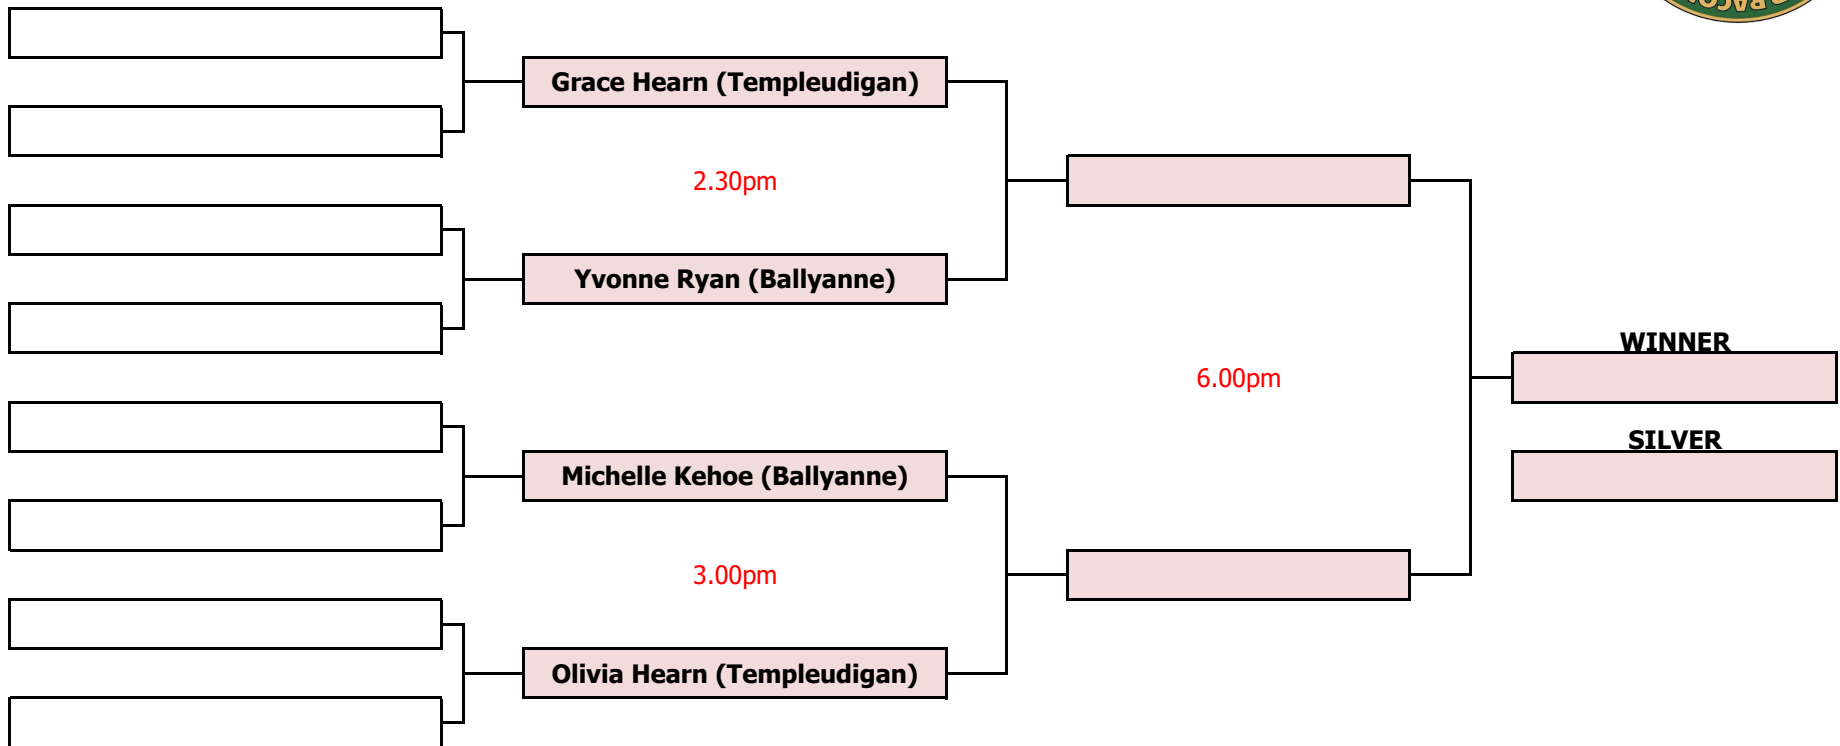 Grace Hearn (Templeudigan)
2.30pm
Yvonne Ryan (Ballyanne)
WINNER
6.00pm
SILVER
Michelle Kehoe (Ballyanne)
3.00pm
Olivia Hearn (Templeudigan)